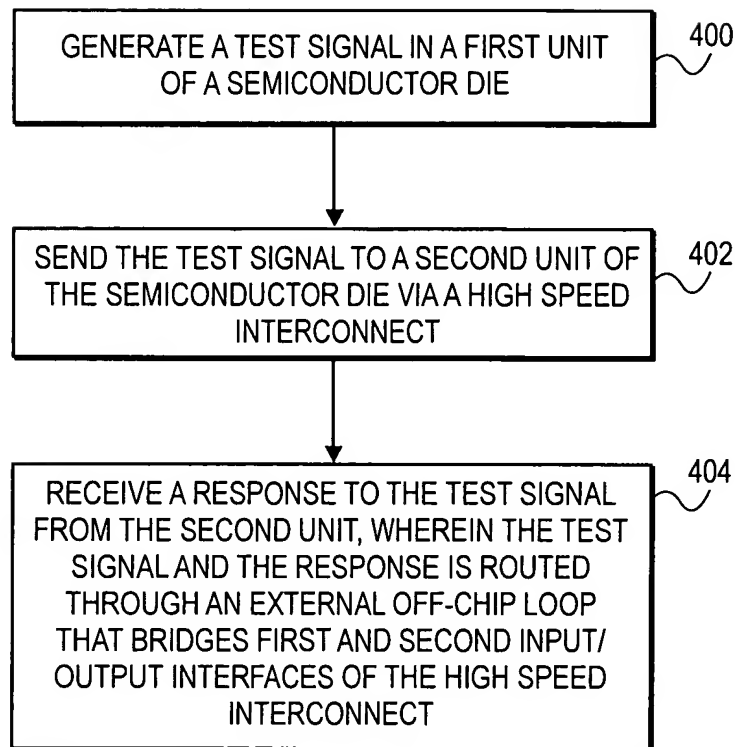 GENERATE A TEST SIGNAL IN A FIRST UNIT
OF A SEMICONDUCTOR DIE
400
SEND THE TEST SIGNAL TO A SECOND UNIT OF
THE SEMICONDUCTOR DIE VIA A HIGH SPEED
INTERCONNECT
402
RECEIVE A RESPONSE TO THE TEST SIGNAL
FROM THE SECOND UNIT, WHEREIN THE TEST
SIGNAL AND THE RESPONSE IS ROUTED
THROUGH AN EXTERNAL OFF-CHIP LOOP
THAT BRIDGES FIRST AND SECOND INPUT/
OUTPUT INTERFACES OF THE HIGH SPEED
INTERCONNECT
404